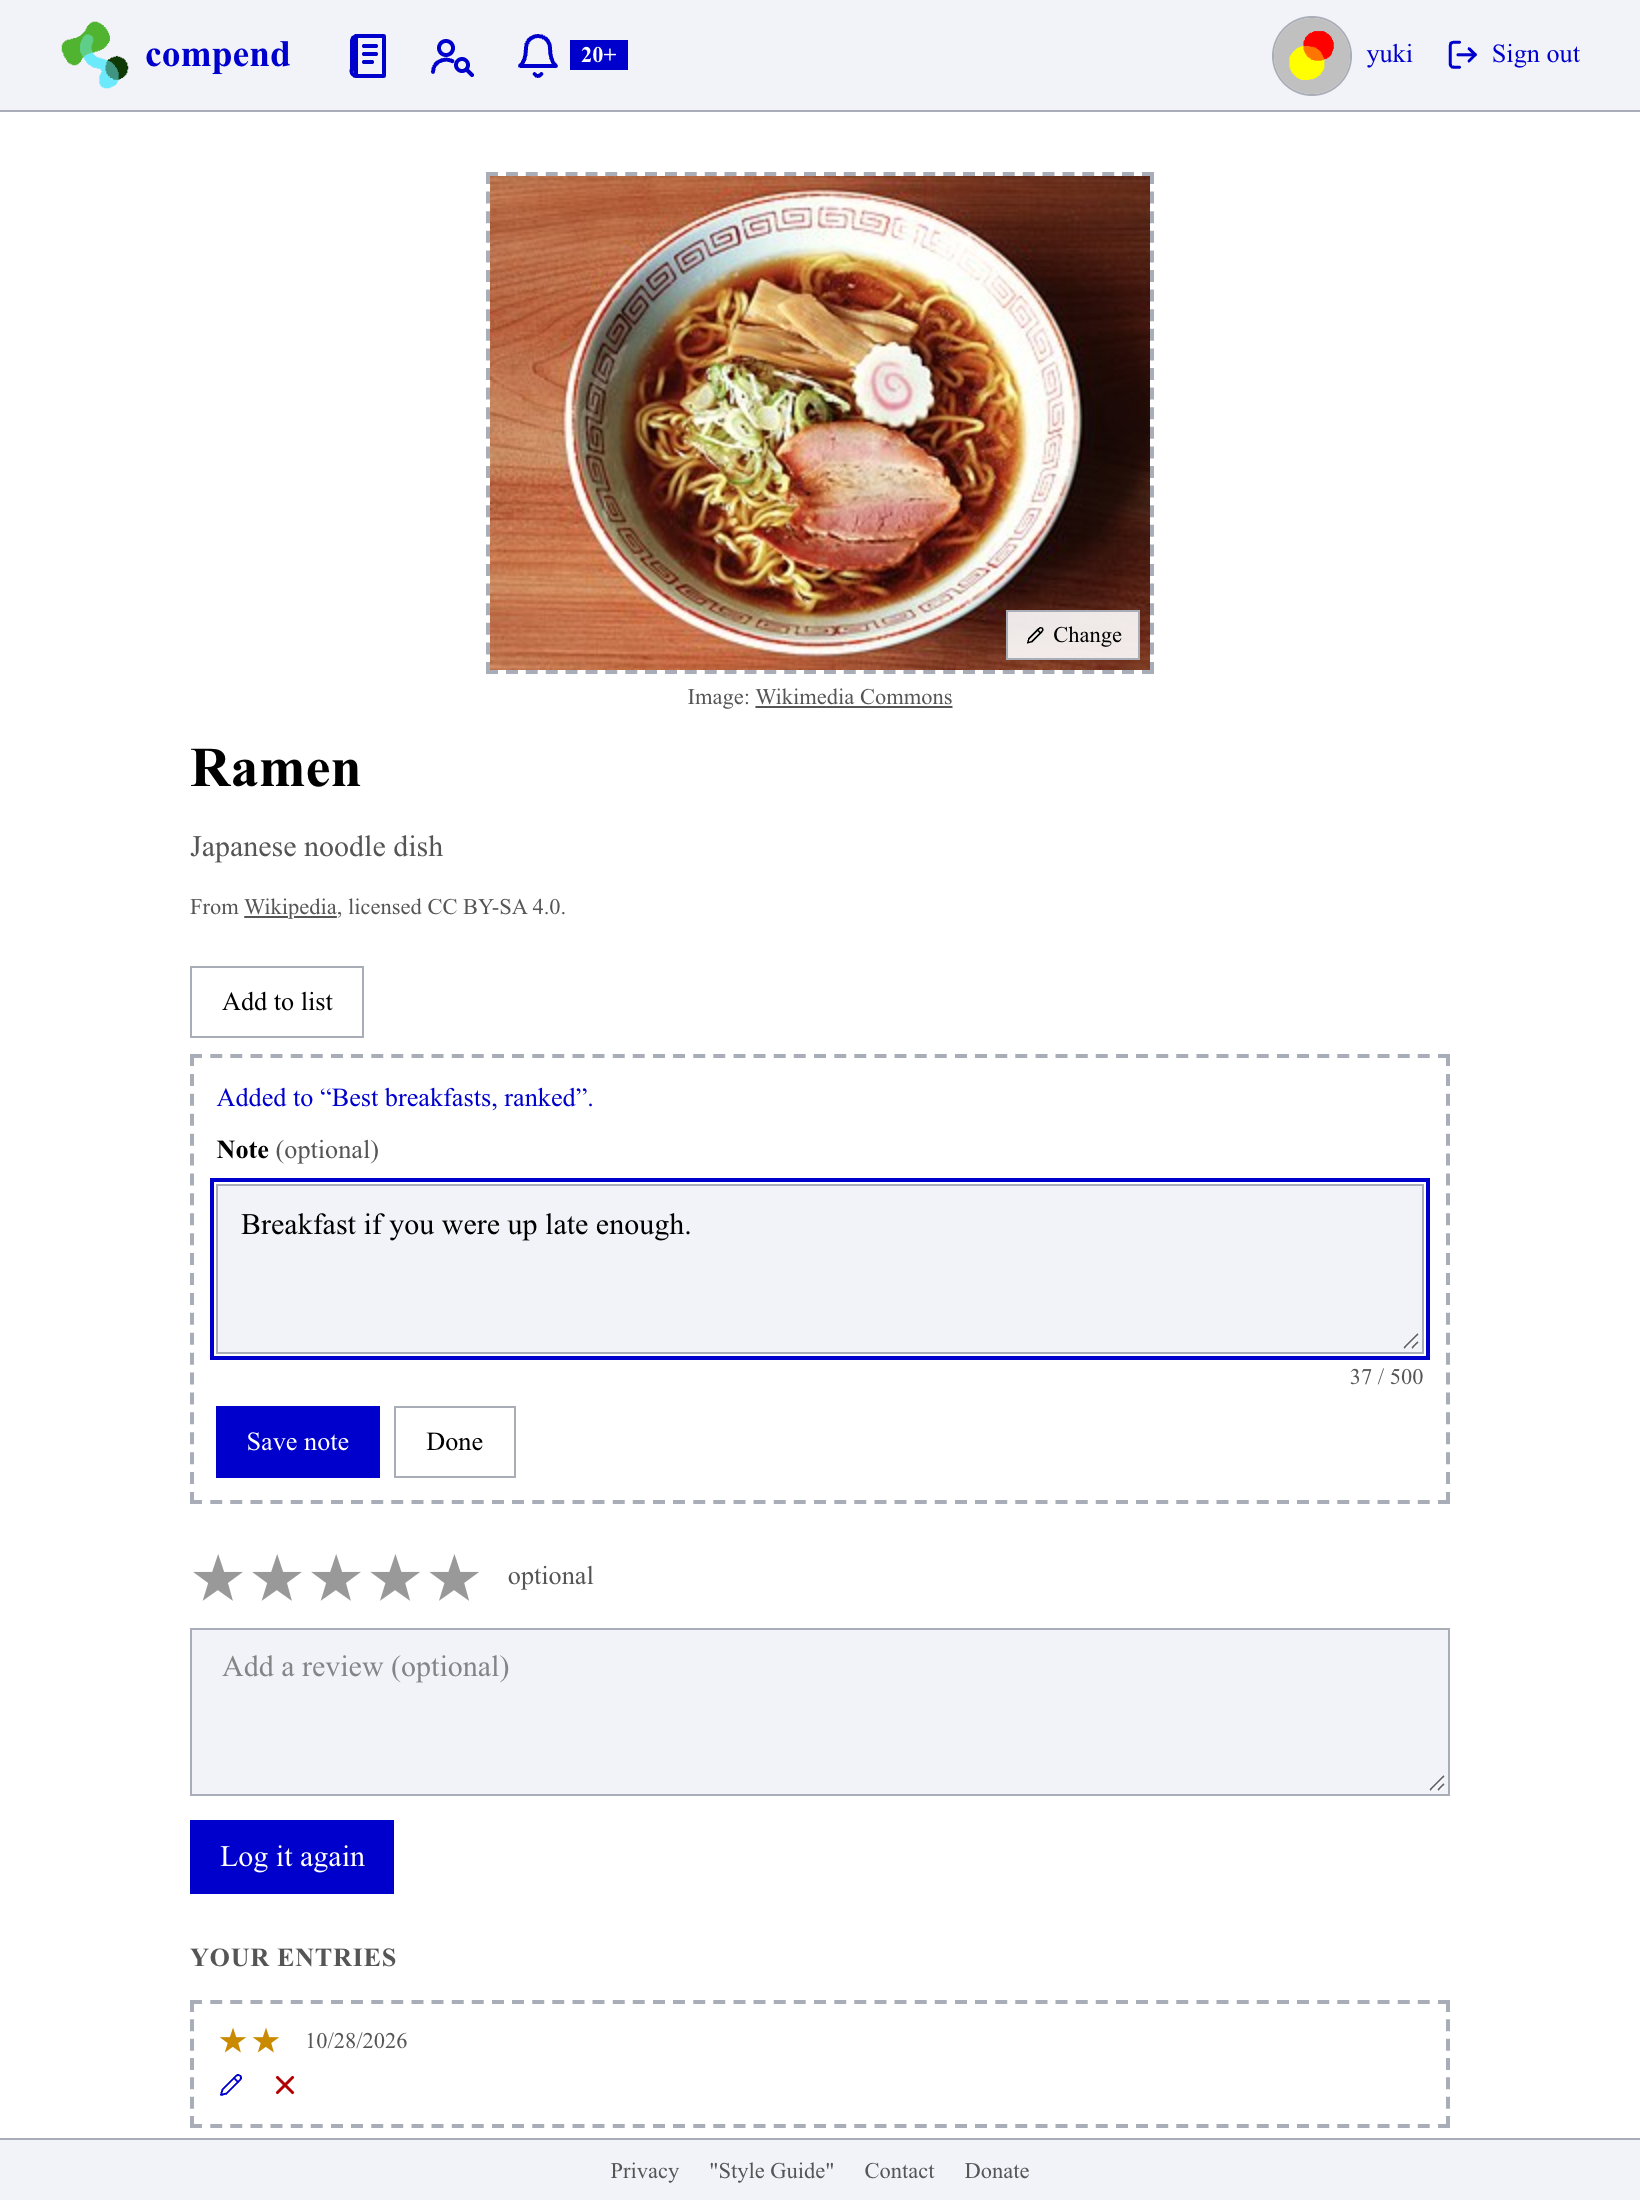 compend
20+
yuki
Sign out
Change
Image: Wikimedia Commons
Ramen
Japanese noodle dish
From Wikipedia, licensed CC BY-SA 4.0.
Add to list
Added to “Best breakfasts, ranked”.
Note (optional)
Breakfast if you were up late enough.
37 / 500
Save note
Done
optional
Add a review (optional)
Log it again
YOUR ENTRIES
10/28/2026
Privacy
"Style Guide"
Contact
Donate